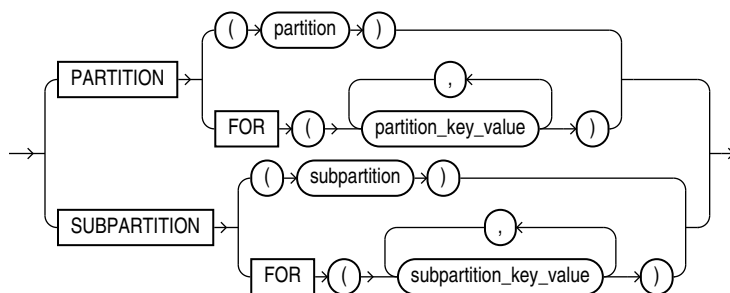 ( partition )
PARTITION
,
FOR ( partition_key_value )
( subpartition )
SUBPARTITION
,
FOR ( subpartition_key_value )